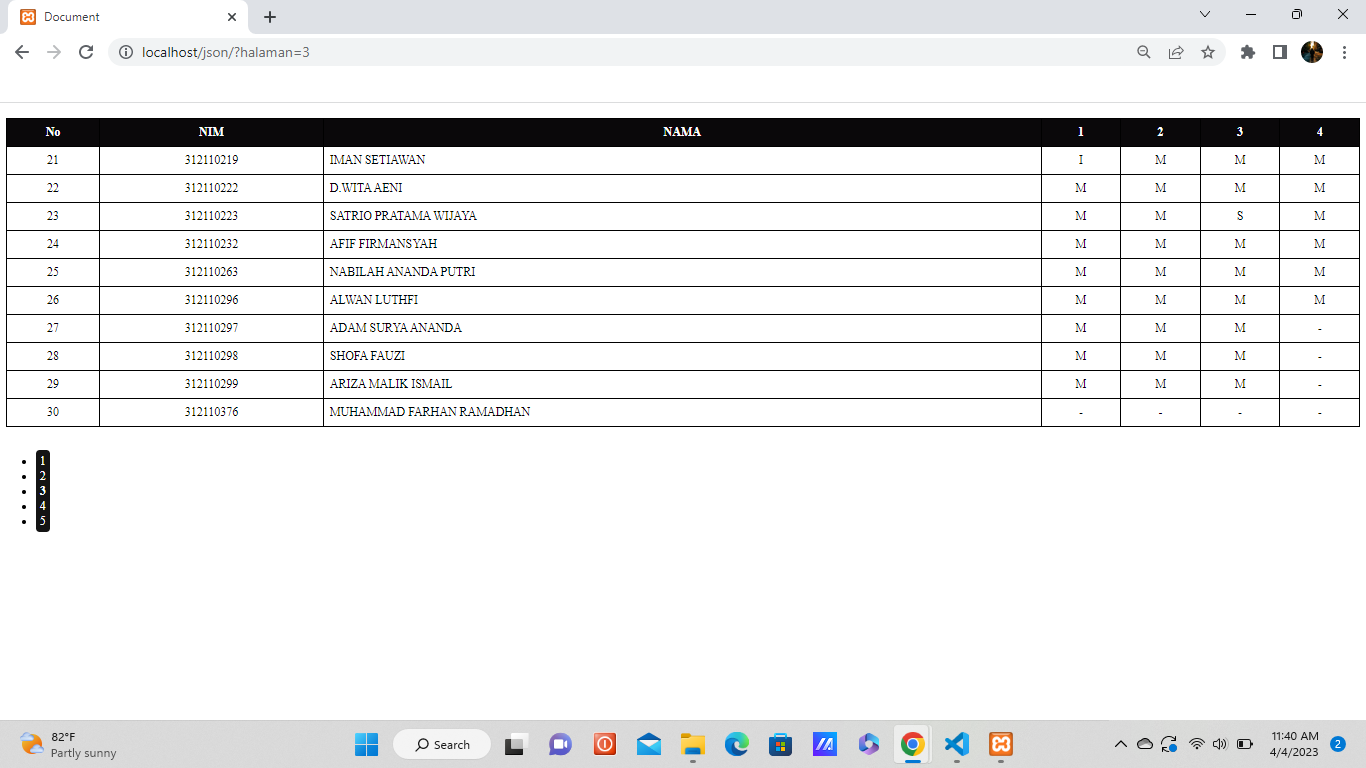 Document
localhost/json/?halaman=3
No NIM NAMA 1 2 3 4
21 312110219 IMAN SETIAWAN I M M M
22 312110222 D.WITA AENI M M M M
23 312110223 SATRIO PRATAMA WIJAYA M M S M
24 312110232 AFIF FIRMANSYAH M M M M
25 312110263 NABILAH ANANDA PUTRI M M M M
26 312110296 ALWAN LUTHFI M M M M
27 312110297 ADAM SURYA ANANDA M M M -
28 312110298 SHOFA FAUZI M M M -
29 312110299 ARIZA MALIK ISMAIL M M M -
30 312110376 MUHAMMAD FARHAN RAMADHAN - - - -
1
2
3
4
5
82°F
Partly sunny
Search
11:40 AM
4/4/2023
2